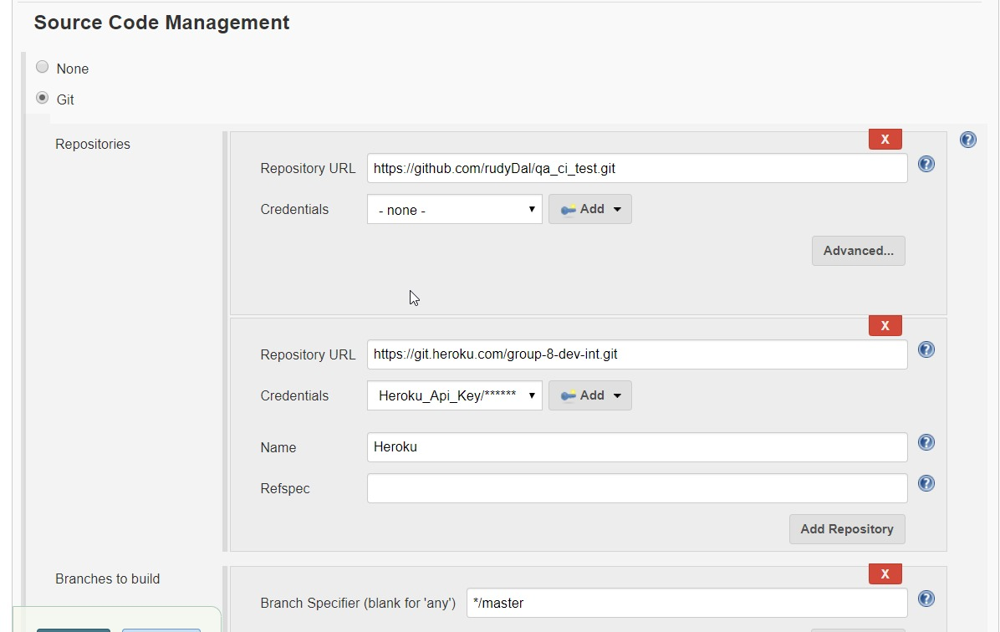 Source Code Management
None
Git
Repositories
X
Repository URL https://github.com/rudyDal/qa_ci_test.git
Credentials - none - Add
Advanced...
X
Repository URL https://git.heroku.com/group-8-dev-int.git
Credentials Heroku_Api_Key/****** Add
Name Heroku
Refspec
Add Repository
Branches to build
X
Branch Specifier (blank for 'any') */master